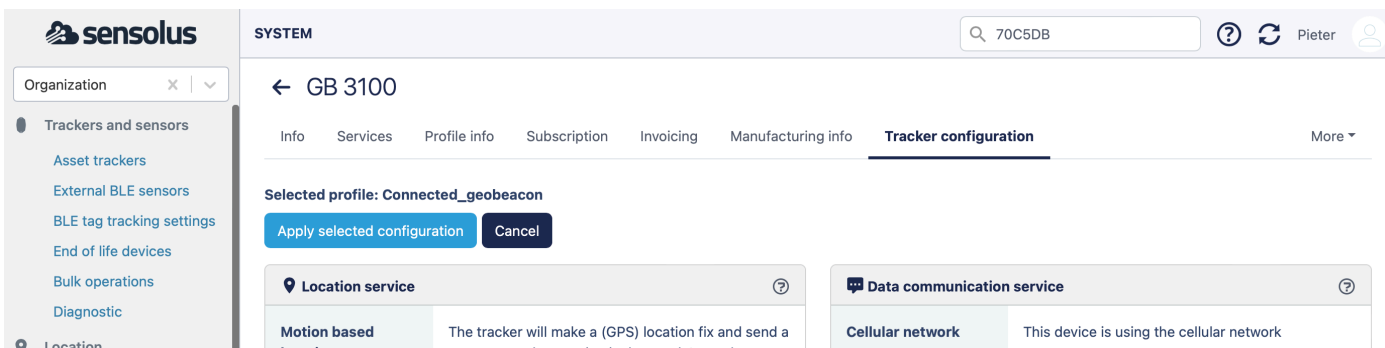 sensolus
SYSTEM
70C5DB
Pieter
Organization
GB 3100
Trackers and sensors
Info Services Profile info Subscription Invoicing Manufacturing info Tracker configuration More
Asset trackers
External BLE sensors
BLE tag tracking settings
End of life devices
Bulk operations
Diagnostic
Location
Selected profile: Connected_geobeacon
Apply selected configuration Cancel
Location service
Motion based The tracker will make a (GPS) location fix and send a
Data communication service
Cellular network This device is using the cellular network